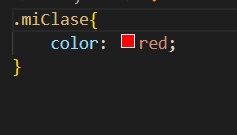 .miClase{
color: red;
}